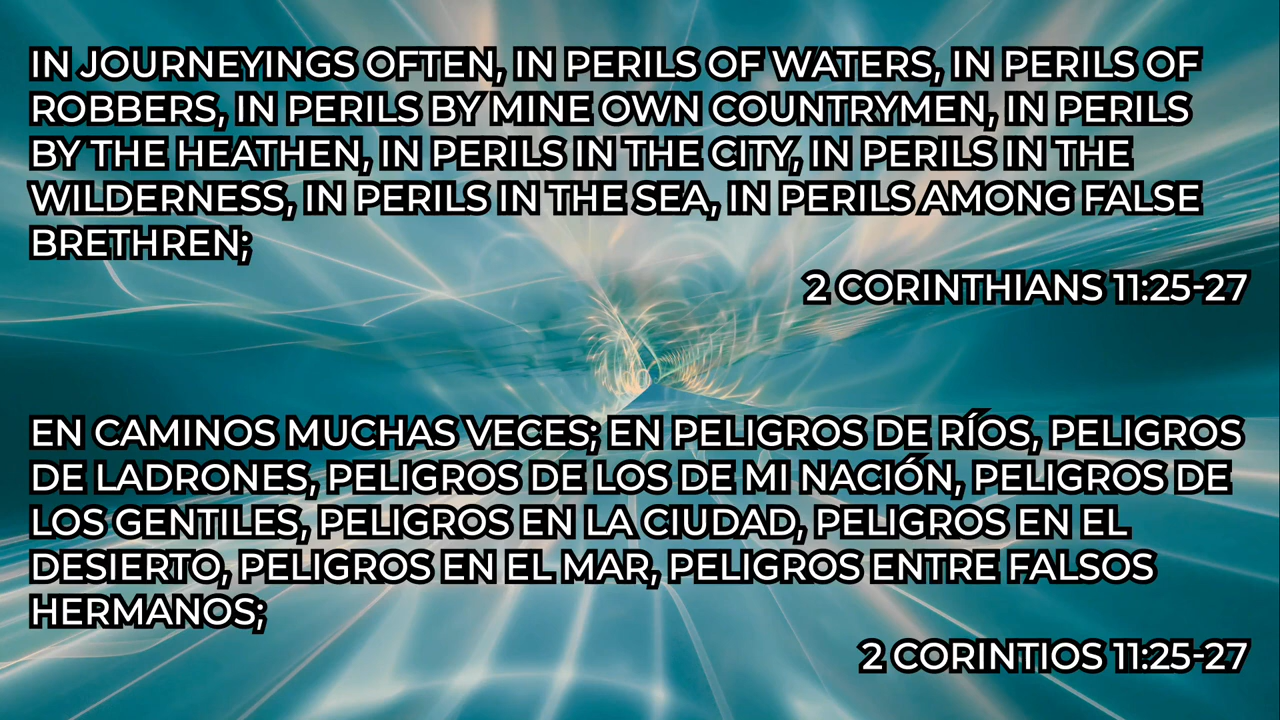 IN JOURNEYINGS OFTEN, IN PERILS OF WATERS, IN PERILS OF
ROBBERS, IN PERILS BY MINE OWN COUNTRYMEN, IN PERILS
BY THE HEATHEN, IN PERILS IN THE CITY, IN PERILS IN THE
WILDERNESS, IN PERILS IN THE SEA, IN PERILS AMONG FALSE
BRETHREN;
2 CORINTHIANS 11:25-27
EN CAMINOS MUCHAS VECES; EN PELIGROS DE RÍOS, PELIGROS
DE LADRONES, PELIGROS DE LOS DE MI NACIÓN, PELIGROS DE
LOS GENTILES, PELIGROS EN LA CIUDAD, PELIGROS EN EL
DESIERTO, PELIGROS EN EL MAR, PELIGROS ENTRE FALSOS
HERMANOS;
2 CORINTIOS 11:25-27